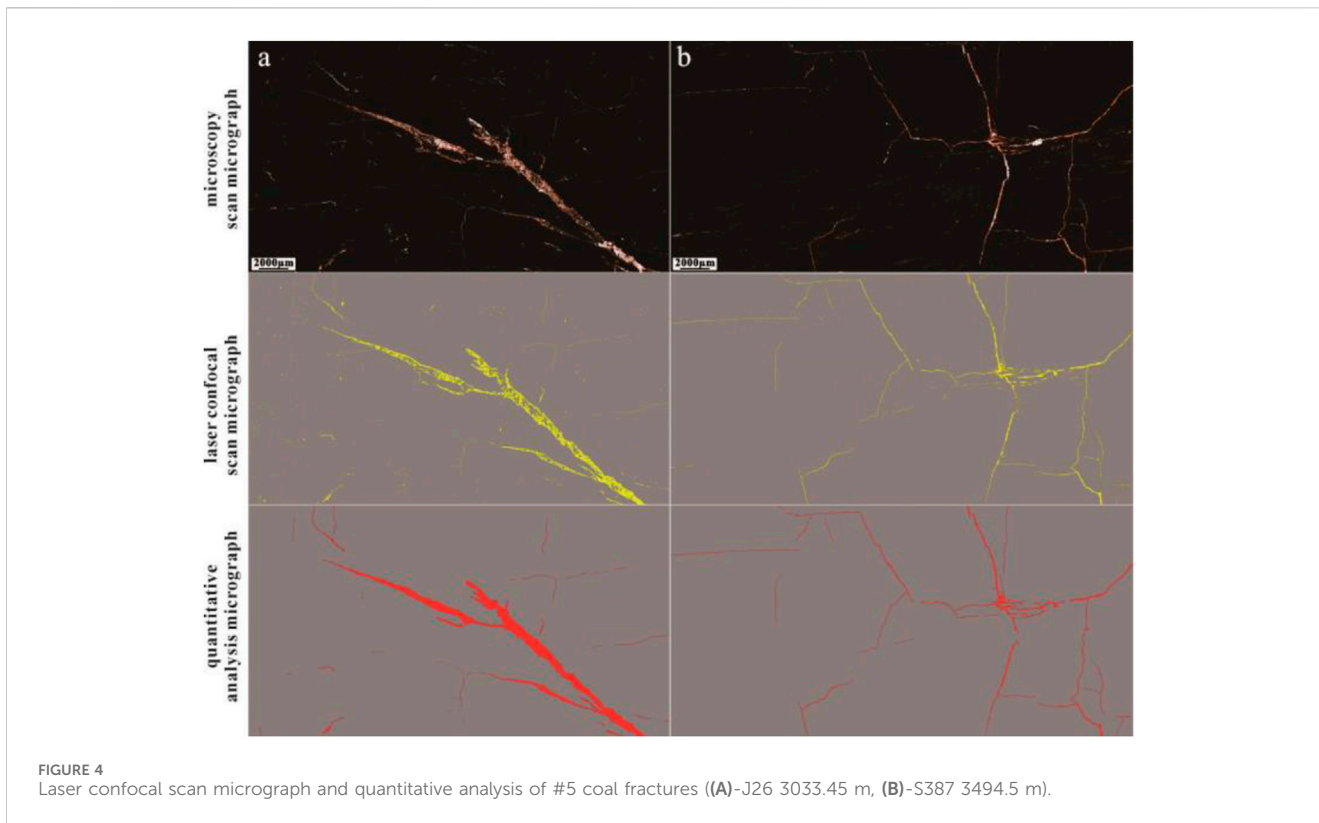 a
b
microscopy
scan micrograph
2000μm
2000μm
laser confocal
scan micrograph
quantitative
analysis micrograph
FIGURE 4
Laser confocal scan micrograph and quantitative analysis of #5 coal fractures ((A)-J26 3033.45 m, (B)-S387 3494.5 m).